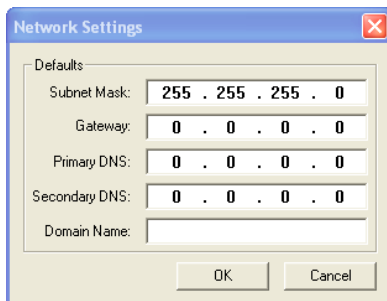 Network Settings
Defaults
Subnet Mask: 255 . 255 . 255 . 0
Gateway: 0 . 0 . 0 . 0
Primary DNS: 0 . 0 . 0 . 0
Secondary DNS: 0 . 0 . 0 . 0
Domain Name:
OK Cancel